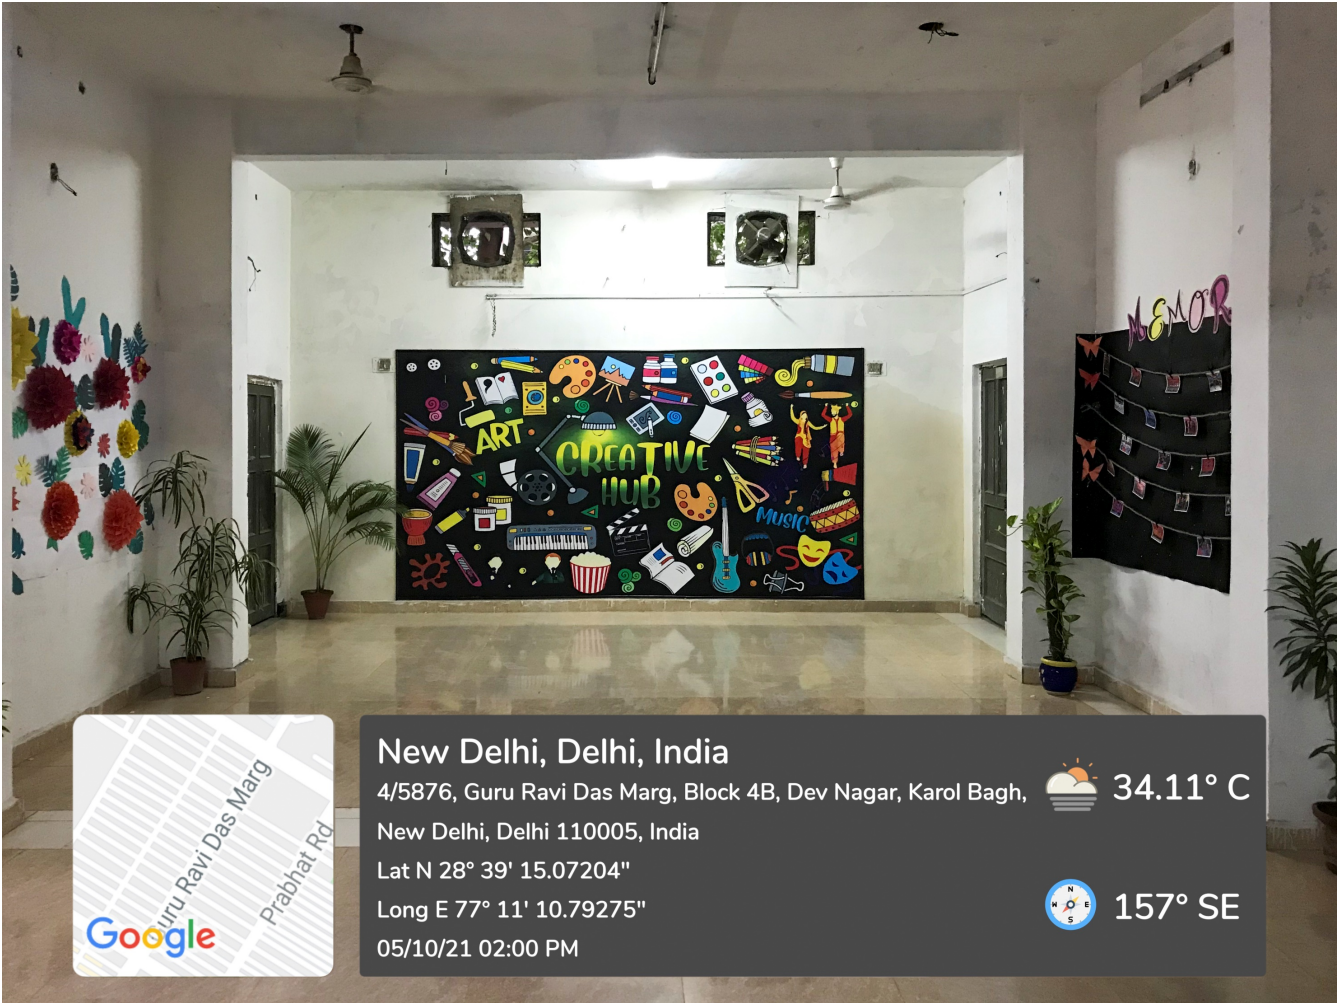 MEMOR
ART
CREATIVE
HUB
MUSIC
Guru Ravi Das Marg
Prabhat Rd
Google
New Delhi, Delhi, India
4/5876, Guru Ravi Das Marg, Block 4B, Dev Nagar, Karol Bagh,
New Delhi, Delhi 110005, India
Lat N 28° 39' 15.07204"
Long E 77° 11' 10.79275"
05/10/21 02:00 PM
34.11° C
N
W E
S
157° SE